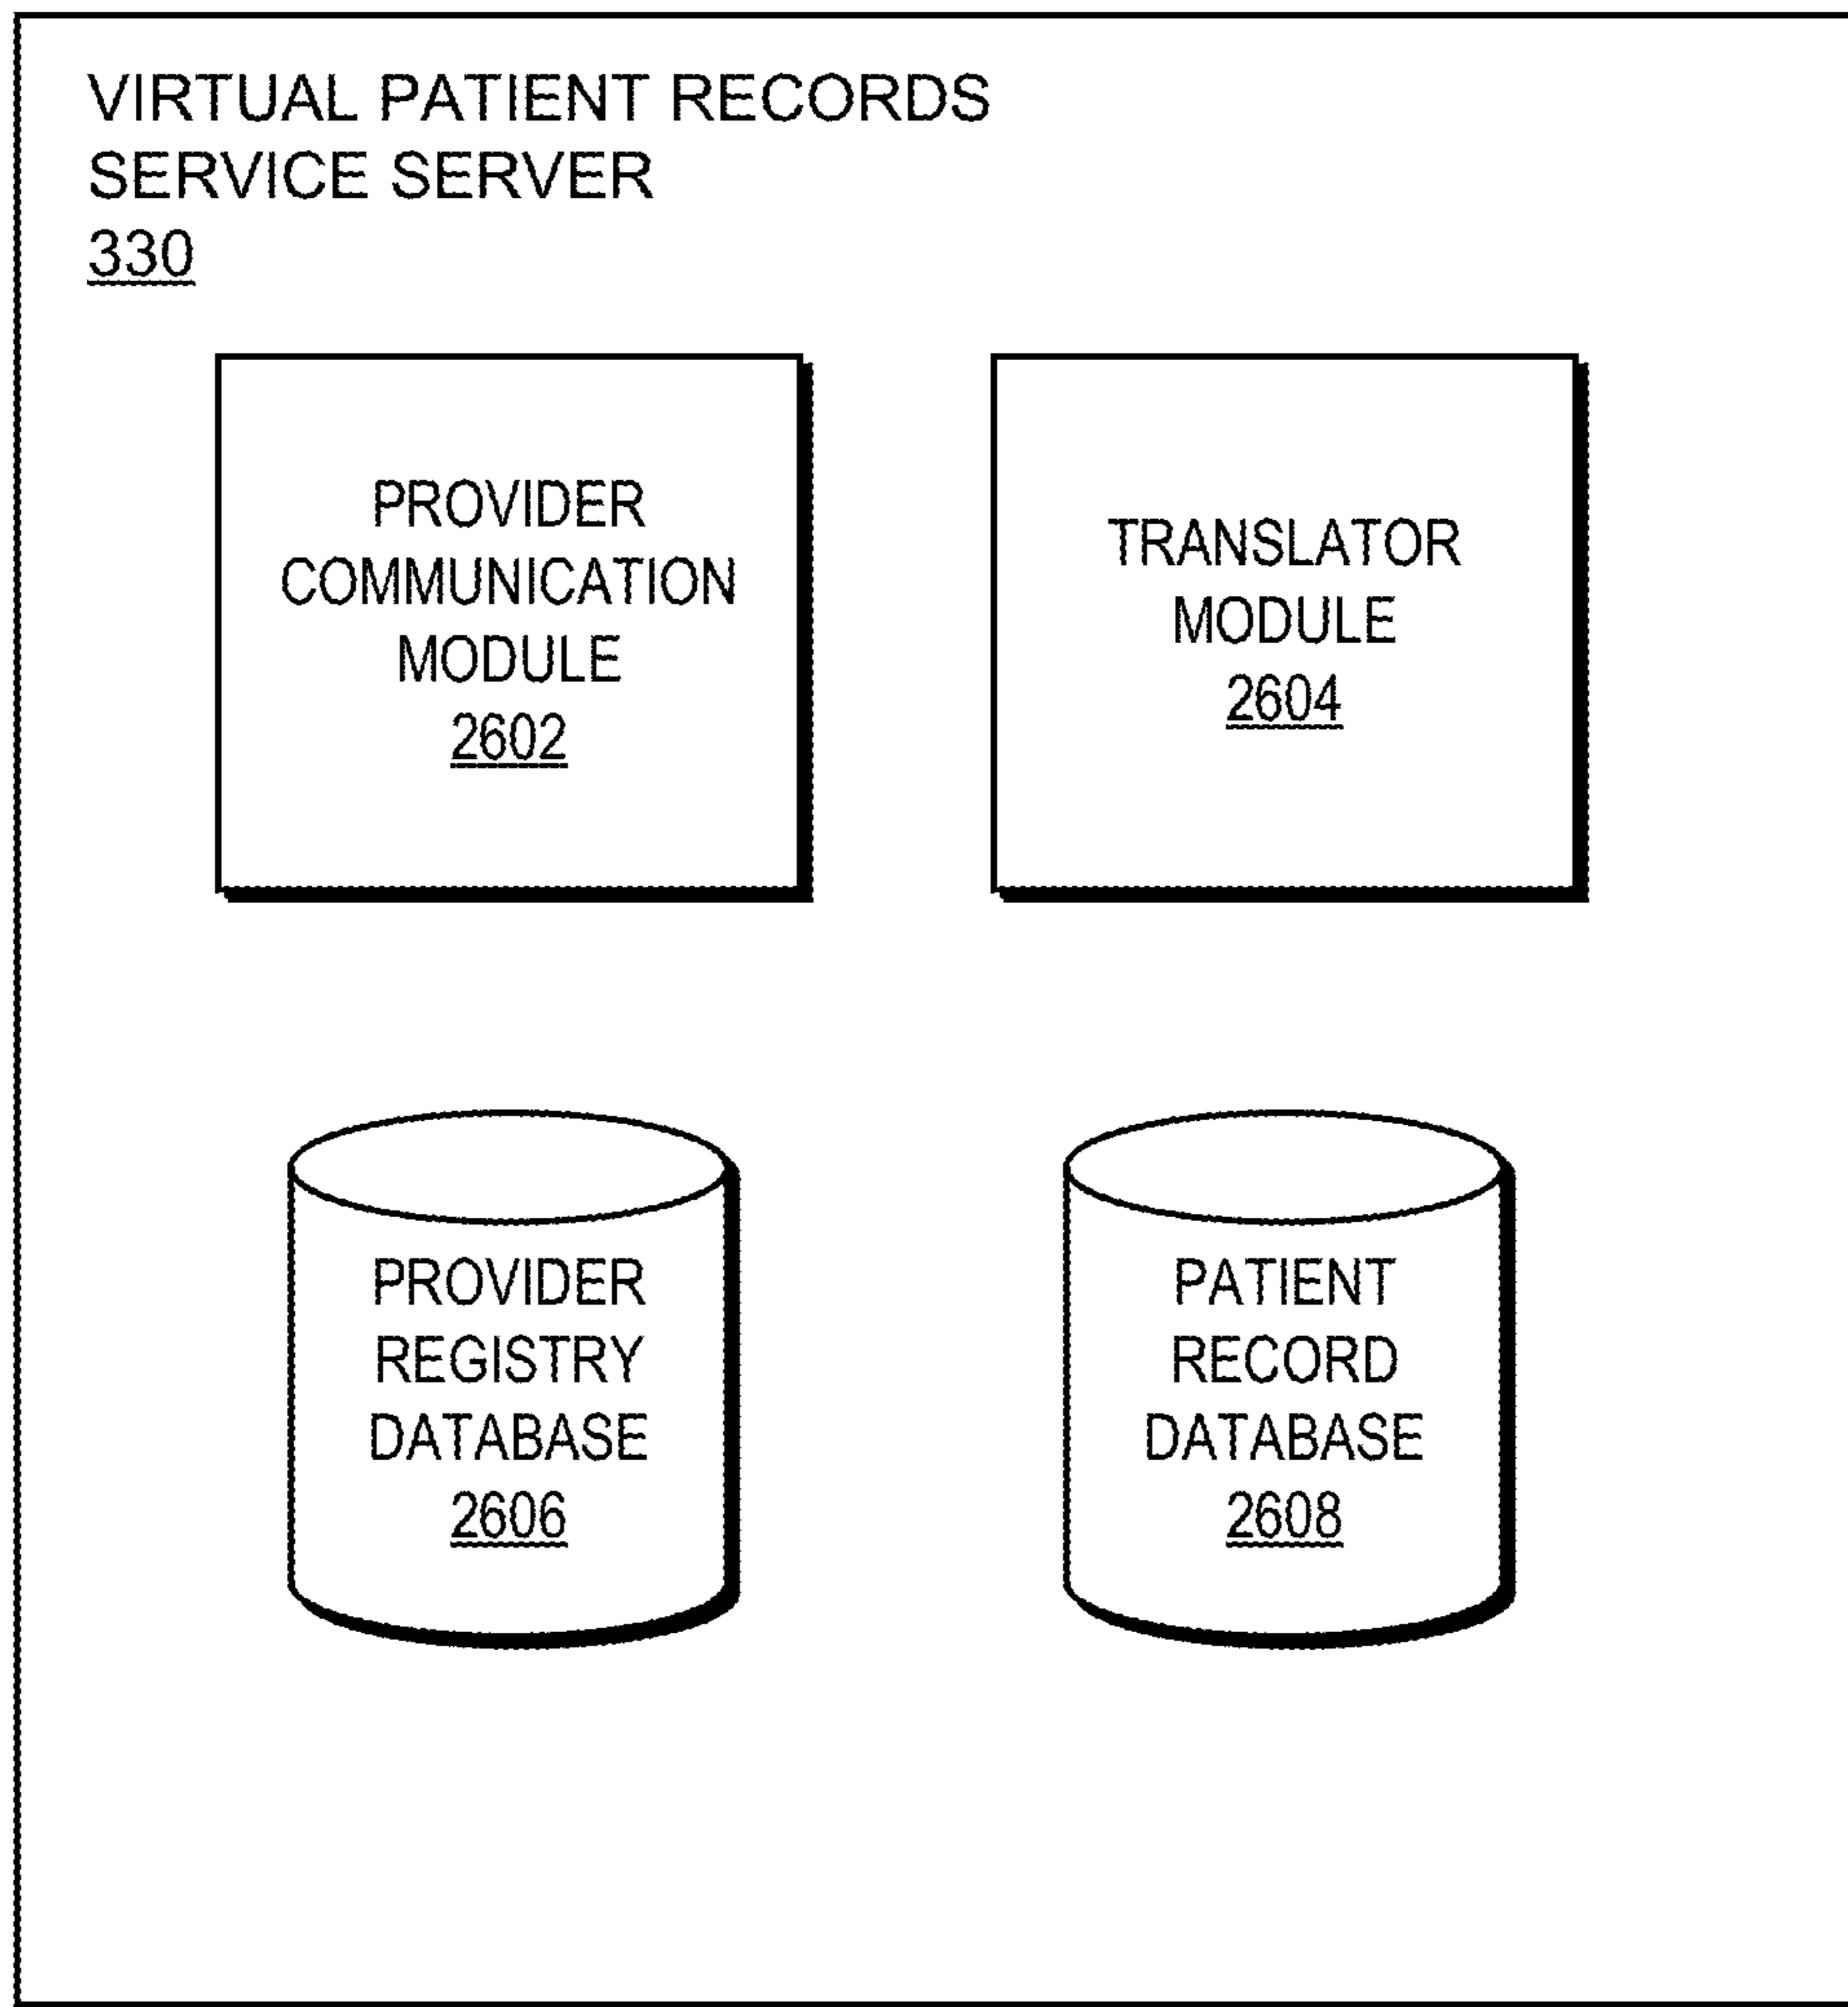 VIRTUAL PATIENT RECORDS
SERVICE SERVER
330
PROVIDER
COMMUNICATION
MODULE
2602
TRANSLATOR
MODULE
2604
PROVIDER
REGISTRY
DATABASE
2606
PATIENT
RECORD
DATABASE
2608